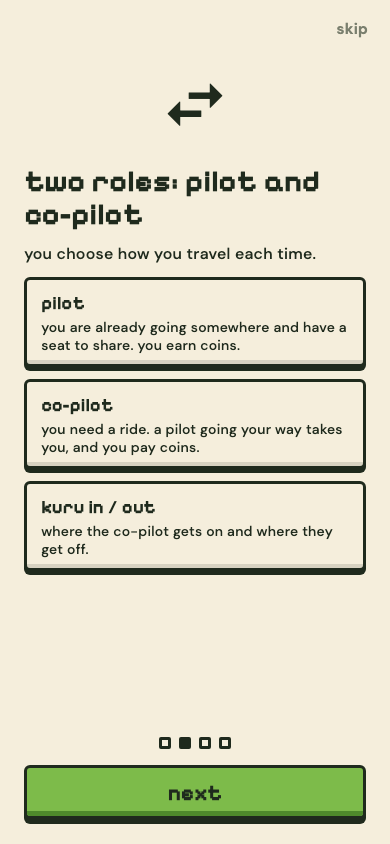 skip
two roles: pilot and
co-pilot
you choose how you travel each time.
pilot
you are already going somewhere and have a
seat to share. you earn coins.
co-pilot
you need a ride. a pilot going your way takes
you, and you pay coins.
kuru in / out
where the co-pilot gets on and where they
get off.
next